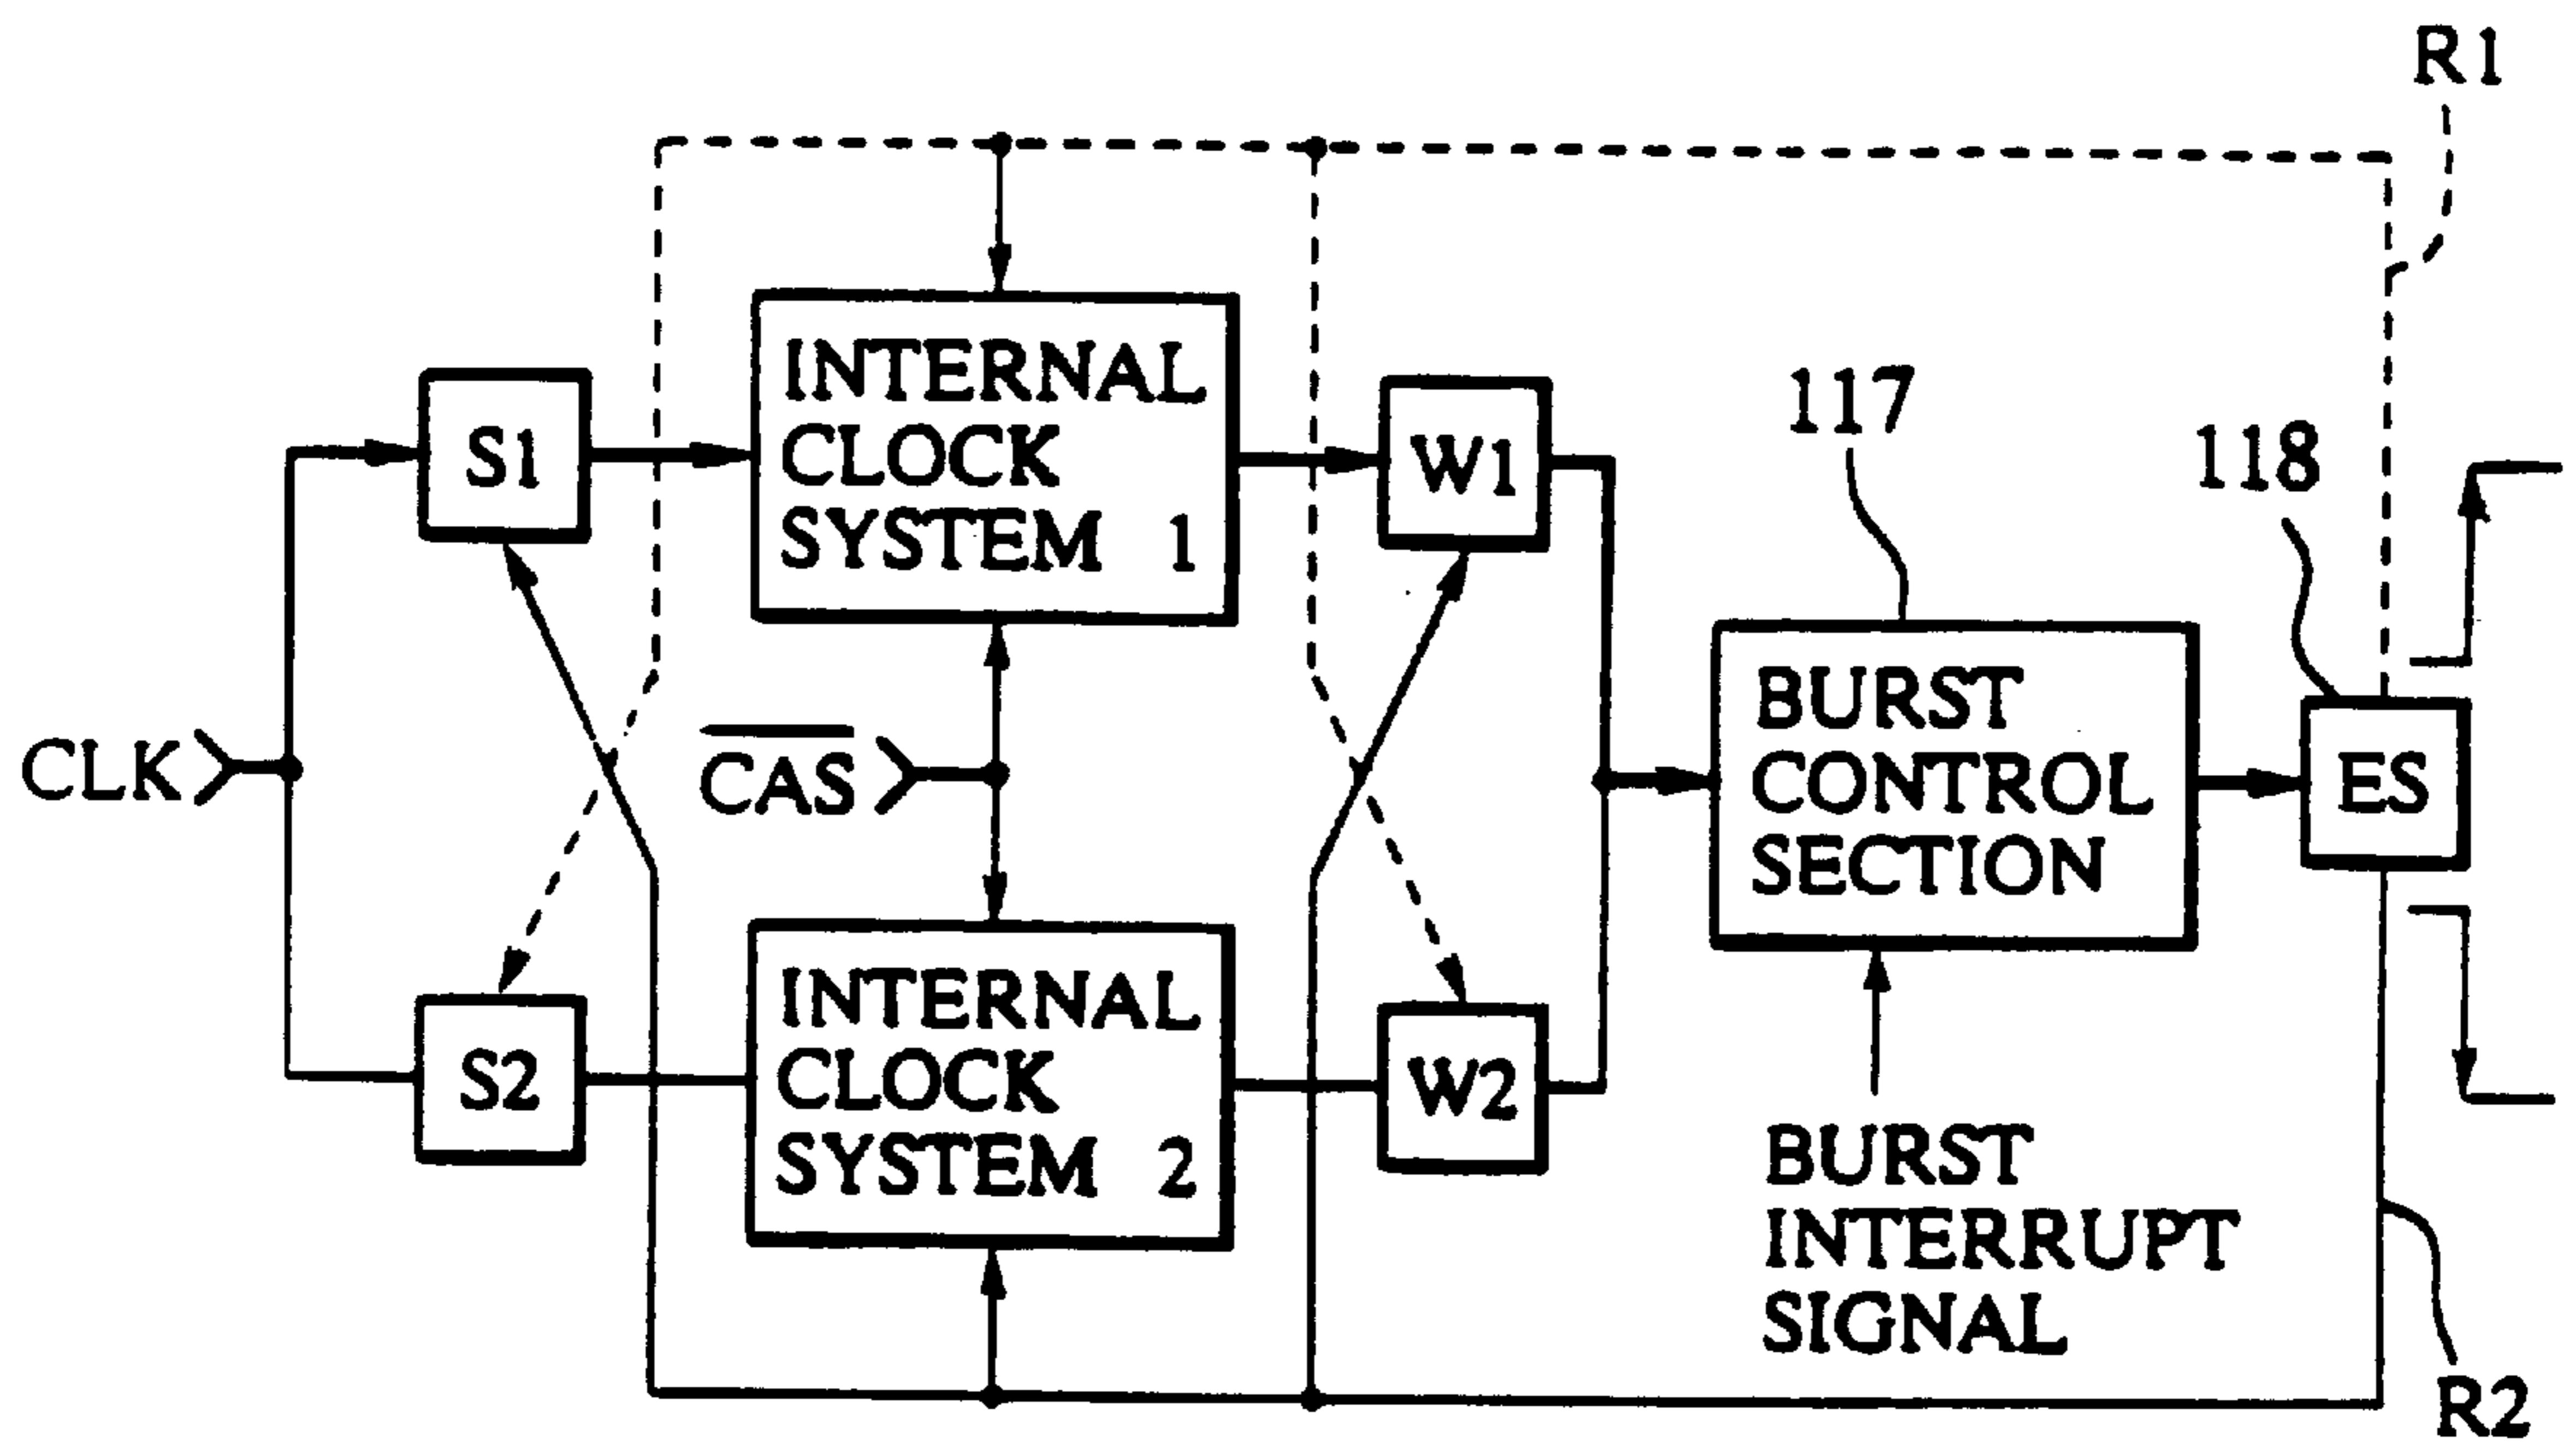 R1
INTERNAL
CLOCK
SYSTEM 1
S1
W1
117
118
CLK
CAS
BURST
CONTROL
SECTION
ES
S2
INTERNAL
CLOCK
SYSTEM 2
W2
BURST
INTERRUPT
SIGNAL
R2